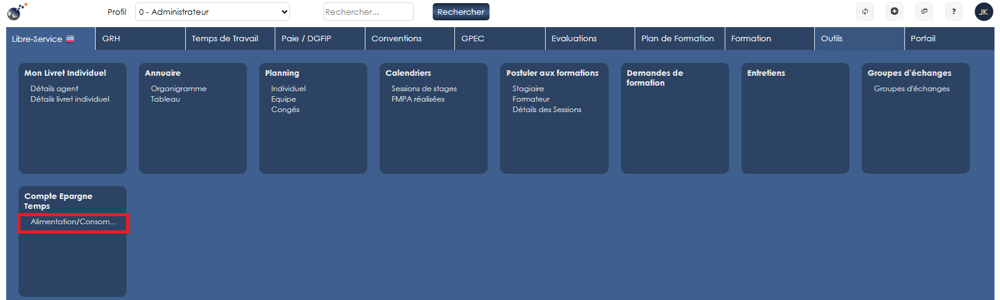 Profil 0 - Administrateur Rechercher... Rechercher ? JK
Libre-Service GRH Temps de Travail Paie / DGFIP Conventions GPEC Evaluations Plan de Formation Formation Outils Portail
Mon Livret Individuel
Détails agent
Détails livret individuel
Annuaire
Organigramme
Tableau
Planning
Individuel
Equipe
Congés
Calendriers
Sessions de stages
FMPA réalisées
Postuler aux formations
Stagiaire
Formateur
Détails des Sessions
Demandes de
formation
Entretiens
Groupes d'échanges
Groupes d'échanges
Compte Epargne
Temps
Alimentation/Consom...